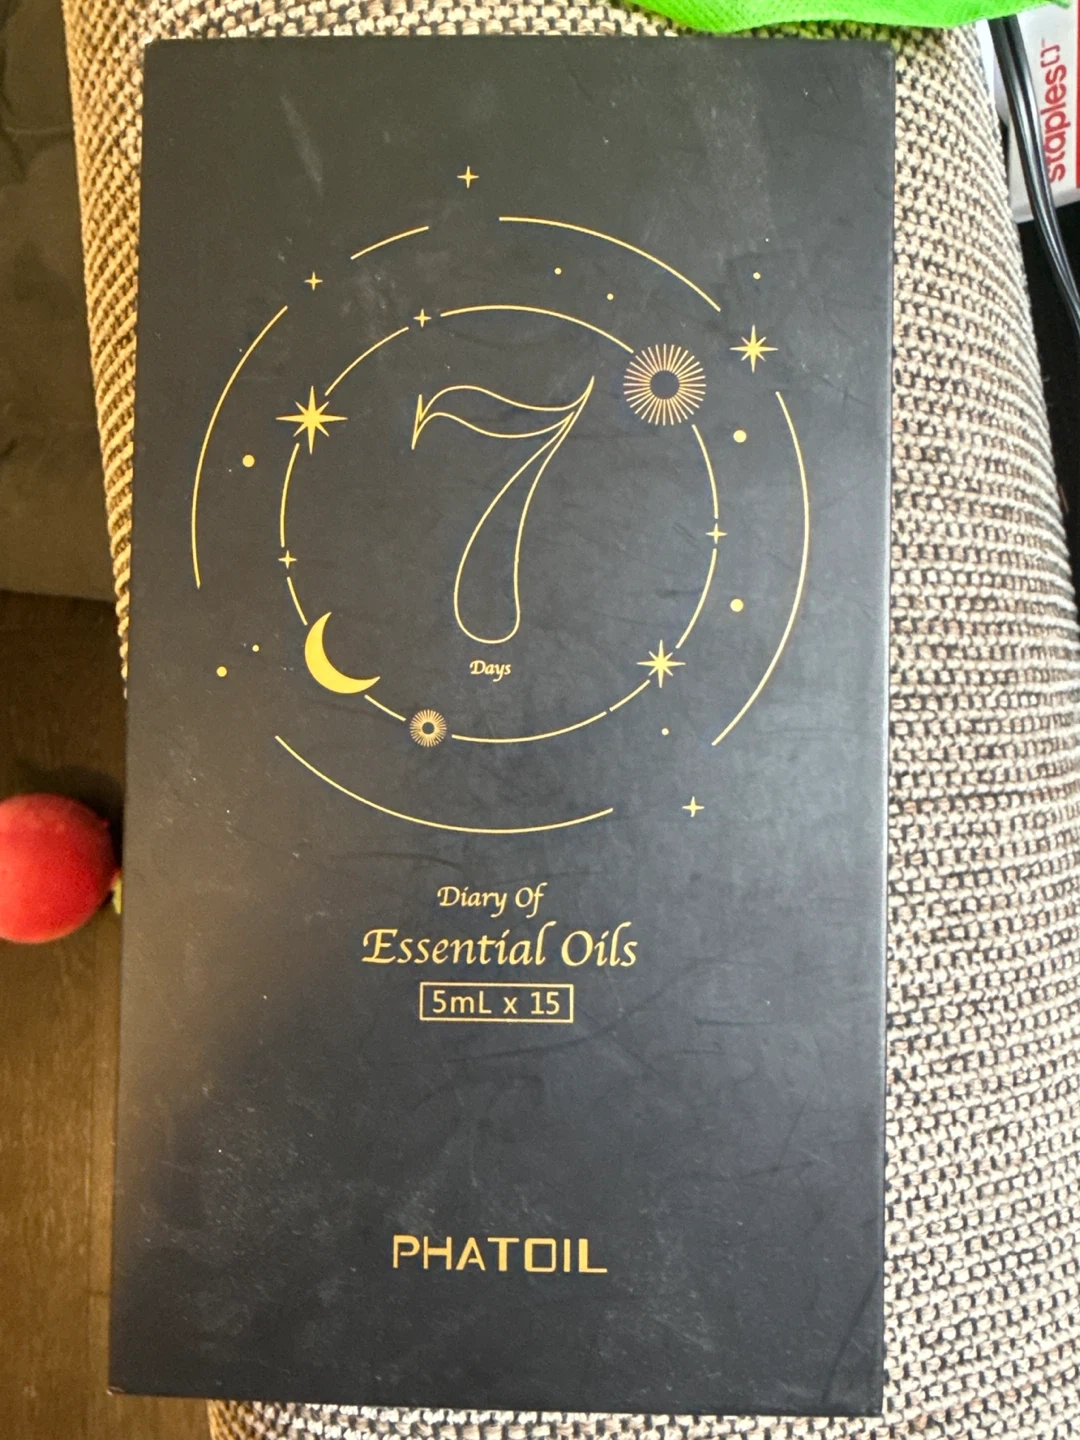 staples
7
Days
Diary Of
Essential Oils
5mL x 15
PHATOIL